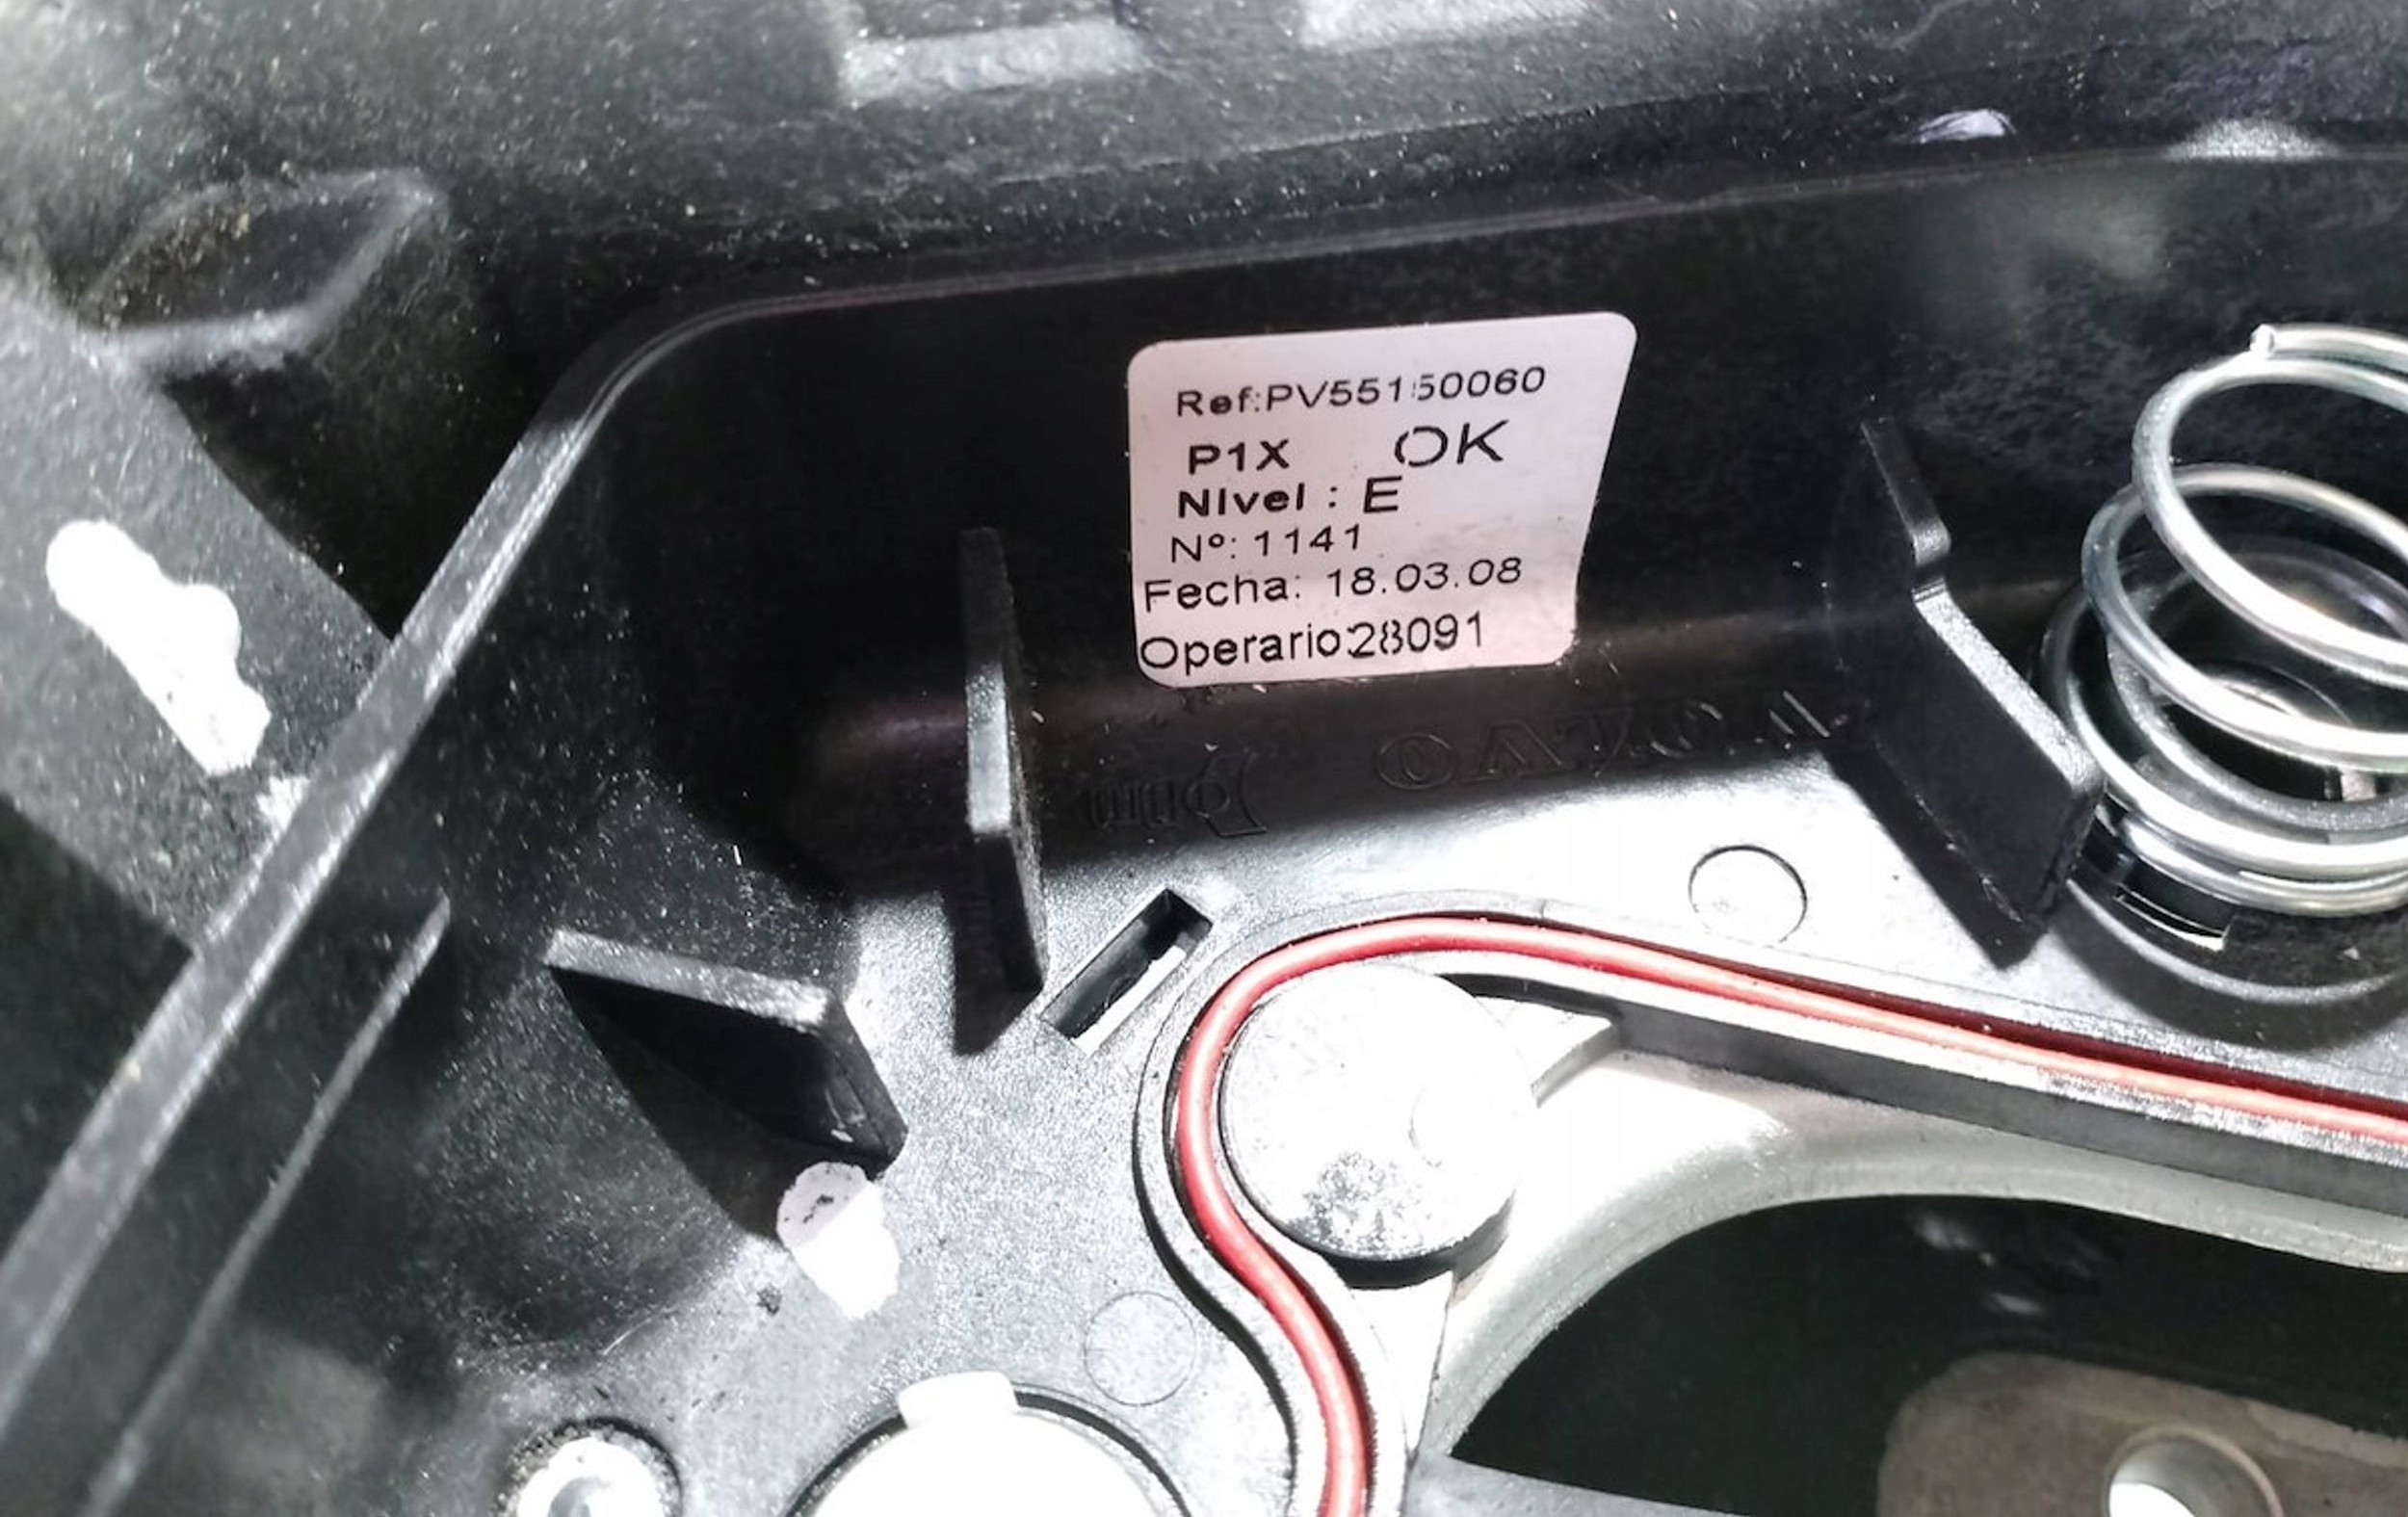 Ref:PV55150060
P1X OK
NIvel : E
Nº: 1141
Fecha: 18.03.08
Operario:28091